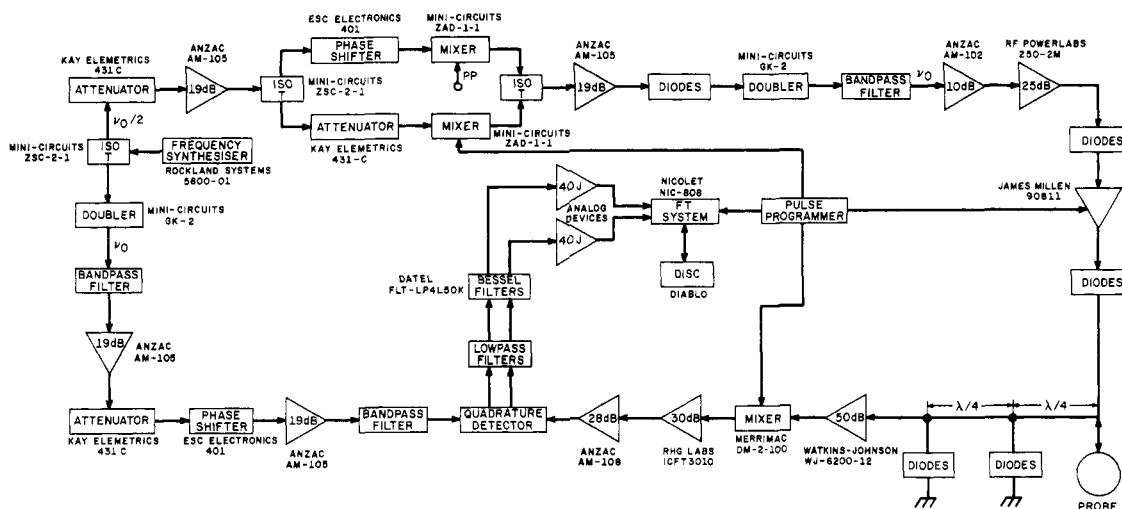 ESC ELECTRONICS
401
MINI-CIRCUITS
ZAD-1-1
ANZAC
AM-105
KAY ELEMETRICS
431 C
PHASE
SHIFTER
MIXER
ANZAC
AM-105
MINI-CIRCUITS
GK-2
ANZAC
AM-102
RF POWERLABS
250-2M
ATTENUATOR
19dB
ISO
T
MINI-CIRCUITS
ZSC-2-1
PP
ISO
T
19dB
DIODES
DOUBLER
BANDPASS
FILTER
νO
10dB
25dB
νO/2
ATTENUATOR
KAY ELEMETRICS
431-C
MIXER
MINI-CIRCUITS
ZAD-1-1
DIODES
MINI-CIRCUITS
ZSC-2-1
ISO
T
FREQUENCY
SYNTHESISER
ROCKLAND SYSTEMS
5600-01
JAMES MILLEN
90811
DOUBLER
MINI-CIRCUITS
GK-2
νO
40J
ANALOG
DEVICES
40J
NICOLET
NIC-808
FT
SYSTEM
PULSE
PROGRAMMER
BANDPASS
FILTER
DATEL
FLT-LP4L50K
BESSEL
FILTERS
DISC
DIABLO
DIODES
19dB
ANZAC
AM-105
LOWPASS
FILTERS
ATTENUATOR
KAY ELEMETRICS
431 C
PHASE
SHIFTER
ESC ELECTRONICS
401
19dB
ANZAC
AM-105
BANDPASS
FILTER
QUADRATURE
DETECTOR
28dB
ANZAC
AM-108
30dB
RHG LABS
ICFT3010
MIXER
MERRIMAC
DM-2-100
50dB
WATKINS-JOHNSON
WJ-6200-12
λ/4
λ/4
DIODES
DIODES
PROBE